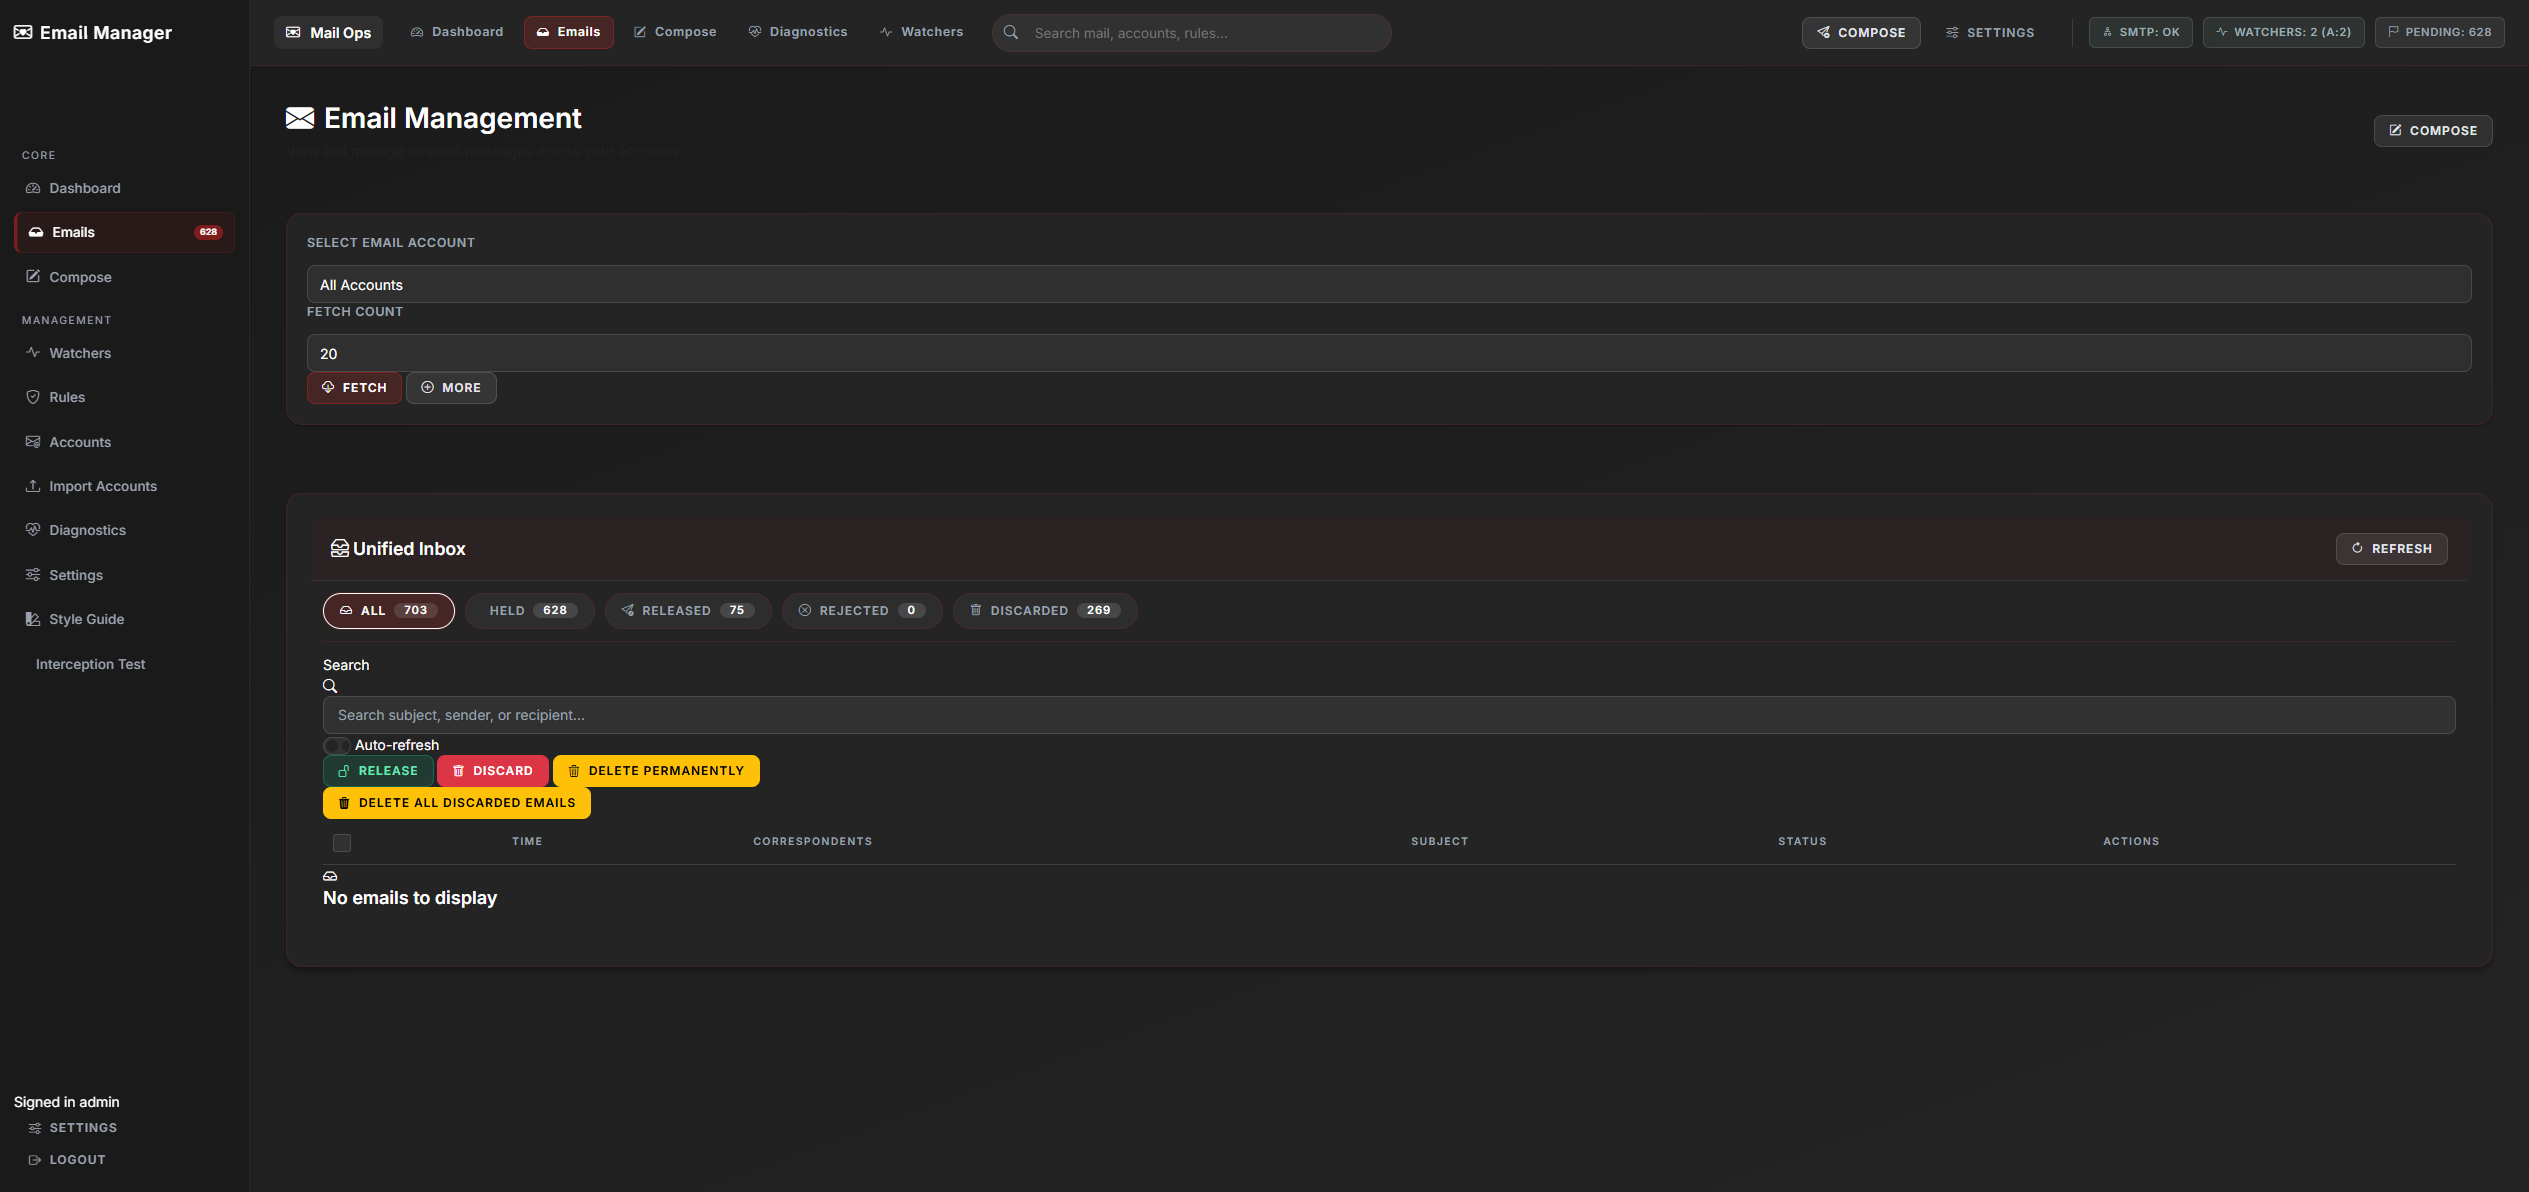 Email Manager
CORE
Dashboard
Emails 628
Compose
MANAGEMENT
Watchers
Rules
Accounts
Import Accounts
Diagnostics
Settings
Style Guide
Interception Test
Signed in admin
SETTINGS
LOGOUT
Mail Ops Dashboard Emails Compose Diagnostics Watchers Search mail, accounts, rules... COMPOSE SETTINGS SMTP: OK WATCHERS: 2 (A:2) PENDING: 628
Email Management
View and manage all email messages across your accounts
COMPOSE
SELECT EMAIL ACCOUNT
All Accounts
FETCH COUNT
20
FETCH MORE
Unified Inbox REFRESH
ALL 703 HELD 628 RELEASED 75 REJECTED 0 DISCARDED 269
Search
Search subject, sender, or recipient...
Auto-refresh
RELEASE DISCARD DELETE PERMANENTLY
DELETE ALL DISCARDED EMAILS
TIME CORRESPONDENTS SUBJECT STATUS ACTIONS
No emails to display